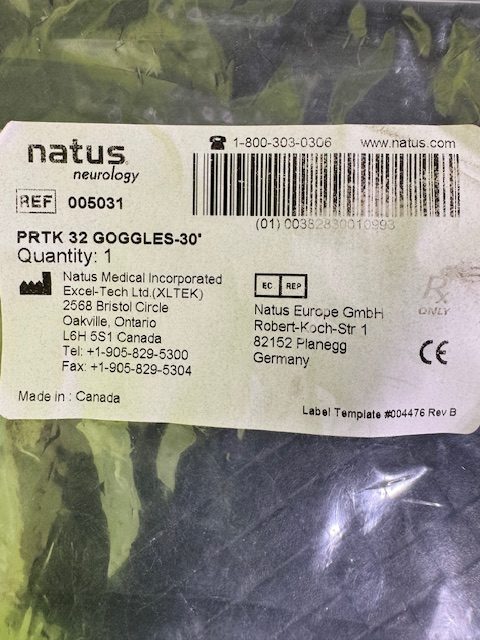 natus®
neurology
☎ 1-800-303-0306 www.natus.com
(01) 00382830010993
REF 005031
PRTK 32 GOGGLES-30'
Quantity: 1
Natus Medical Incorporated
Excel-Tech Ltd.(XLTEK)
2568 Bristol Circle
Oakville, Ontario
L6H 5S1 Canada
Tel: +1-905-829-5300
Fax: +1-905-829-5304
EC REP
Natus Europe GmbH
Robert-Koch-Str 1
82152 Planegg
Germany
Rx
ONLY
CE
Made in : Canada
Label Template #004476 Rev B